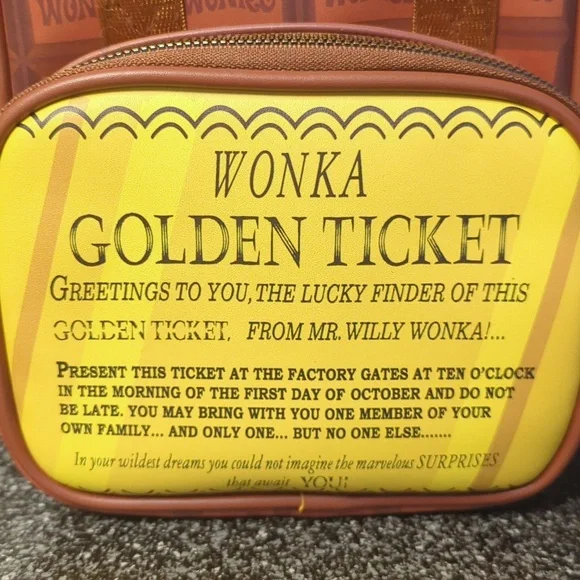 WONKA
WONKA
GOLDEN TICKET
GREETINGS TO YOU, THE LUCKY FINDER OF THIS
GOLDEN TICKET, FROM MR. WILLY WONKA!...
PRESENT THIS TICKET AT THE FACTORY GATES AT TEN O'CLOCK
IN THE MORNING OF THE FIRST DAY OF OCTOBER AND DO NOT
BE LATE. YOU MAY BRING WITH YOU ONE MEMBER OF YOUR
OWN FAMILY... AND ONLY ONE... BUT NO ONE ELSE.......
In your wildest dreams you could not imagine the marvelous SURPRISES
that await YOU!